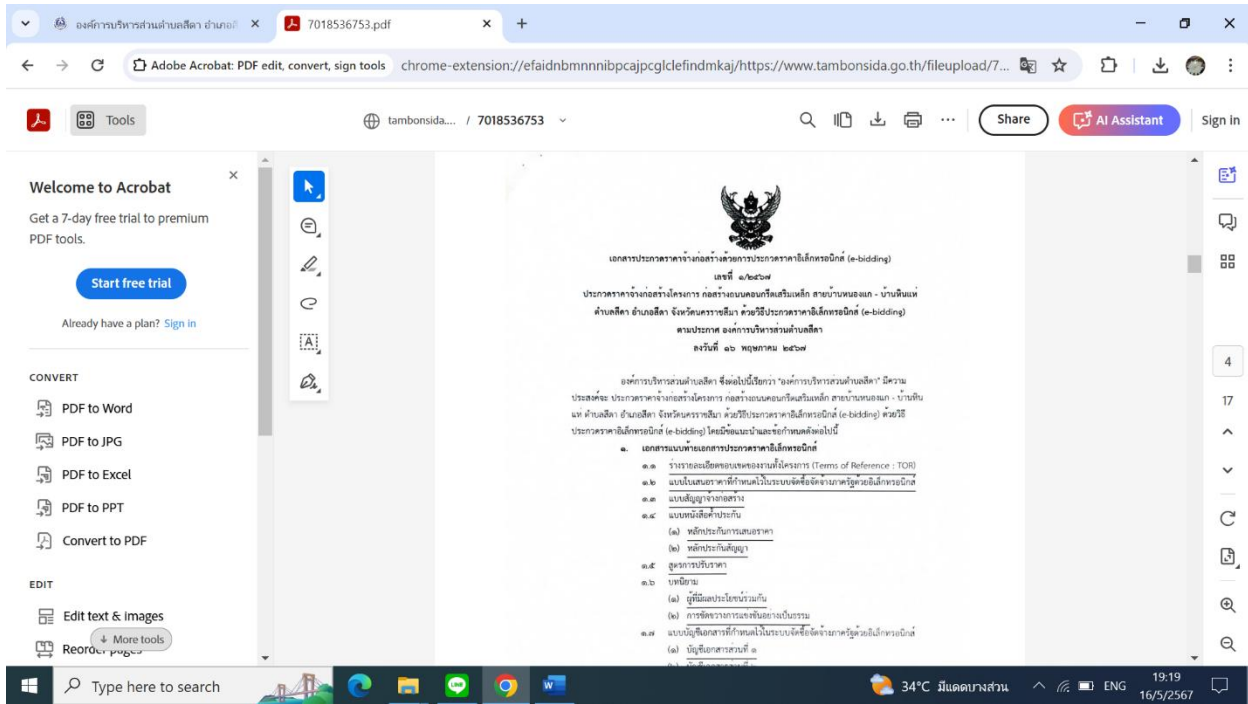 องค์การบริหารส่วนตำบลสีดา อำเภอสี
7018536753.pdf
Adobe Acrobat: PDF edit, convert, sign tools
chrome-extension://efaidnbmnnnibpcajpcglclefindmkaj/https://www.tambonsida.go.th/fileupload/7...
Tools
tambonsida.... / 7018536753
Share
AI Assistant
Sign in
Welcome to Acrobat
Get a 7-day free trial to premium
PDF tools.
Start free trial
Already have a plan? Sign in
CONVERT
PDF to Word
PDF to JPG
PDF to Excel
PDF to PPT
Convert to PDF
EDIT
Edit text & images
More tools
Reorder pages
เอกสารประกวดราคาจ้างก่อสร้างด้วยการประกวดราคาอิเล็กทรอนิกส์ (e-bidding)
เลขที่ ๑/๒๕๖๗
ประกวดราคาจ้างก่อสร้างโครงการ ก่อสร้างถนนคอนกรีตเสริมเหล็ก สายบ้านหนองแก - บ้านหินแห่
ตำบลสีดา อำเภอสีดา จังหวัดนครราชสีมา ด้วยวิธีประกวดราคาอิเล็กทรอนิกส์ (e-bidding)
ตามประกาศ องค์การบริหารส่วนตำบลสีดา
ลงวันที่ ๑๖ พฤษภาคม ๒๕๖๗
องค์การบริหารส่วนตำบลสีดา ซึ่งต่อไปนี้เรียกว่า "องค์การบริหารส่วนตำบลสีดา" มีความ
ประสงค์จะ ประกวดราคาจ้างก่อสร้างโครงการ ก่อสร้างถนนคอนกรีตเสริมเหล็ก สายบ้านหนองแก - บ้านหิน
แห่ ตำบลสีดา อำเภอสีดา จังหวัดนครราชสีมา ด้วยวิธีประกวดราคาอิเล็กทรอนิกส์ (e-bidding) ด้วยวิธี
ประกวดราคาอิเล็กทรอนิกส์ (e-bidding) โดยมีข้อแนะนำและข้อกำหนดดังต่อไปนี้
๑. เอกสารแนบท้ายเอกสารประกวดราคาอิเล็กทรอนิกส์
๑.๑ ร่างรายละเอียดขอบเขตของงานทั้งโครงการ (Terms of Reference : TOR)
๑.๒ แบบใบเสนอราคาที่กำหนดไว้ในระบบจัดซื้อจัดจ้างภาครัฐด้วยอิเล็กทรอนิกส์
๑.๓ แบบสัญญาจ้างก่อสร้าง
๑.๔ แบบหนังสือค้ำประกัน
(๑) หลักประกันการเสนอราคา
(๒) หลักประกันสัญญา
๑.๕ สูตรการปรับราคา
๑.๖ บทนิยาม
(๑) ผู้ที่มีผลประโยชน์ร่วมกัน
(๒) การขัดขวางการแข่งขันอย่างเป็นธรรม
๑.๗ แบบบัญชีเอกสารที่กำหนดไว้ในระบบจัดซื้อจัดจ้างภาครัฐด้วยอิเล็กทรอนิกส์
(๑) บัญชีเอกสารส่วนที่ ๑
4
17
Type here to search
34°C มีแดดบางส่วน
ENG
19:19
16/5/2567